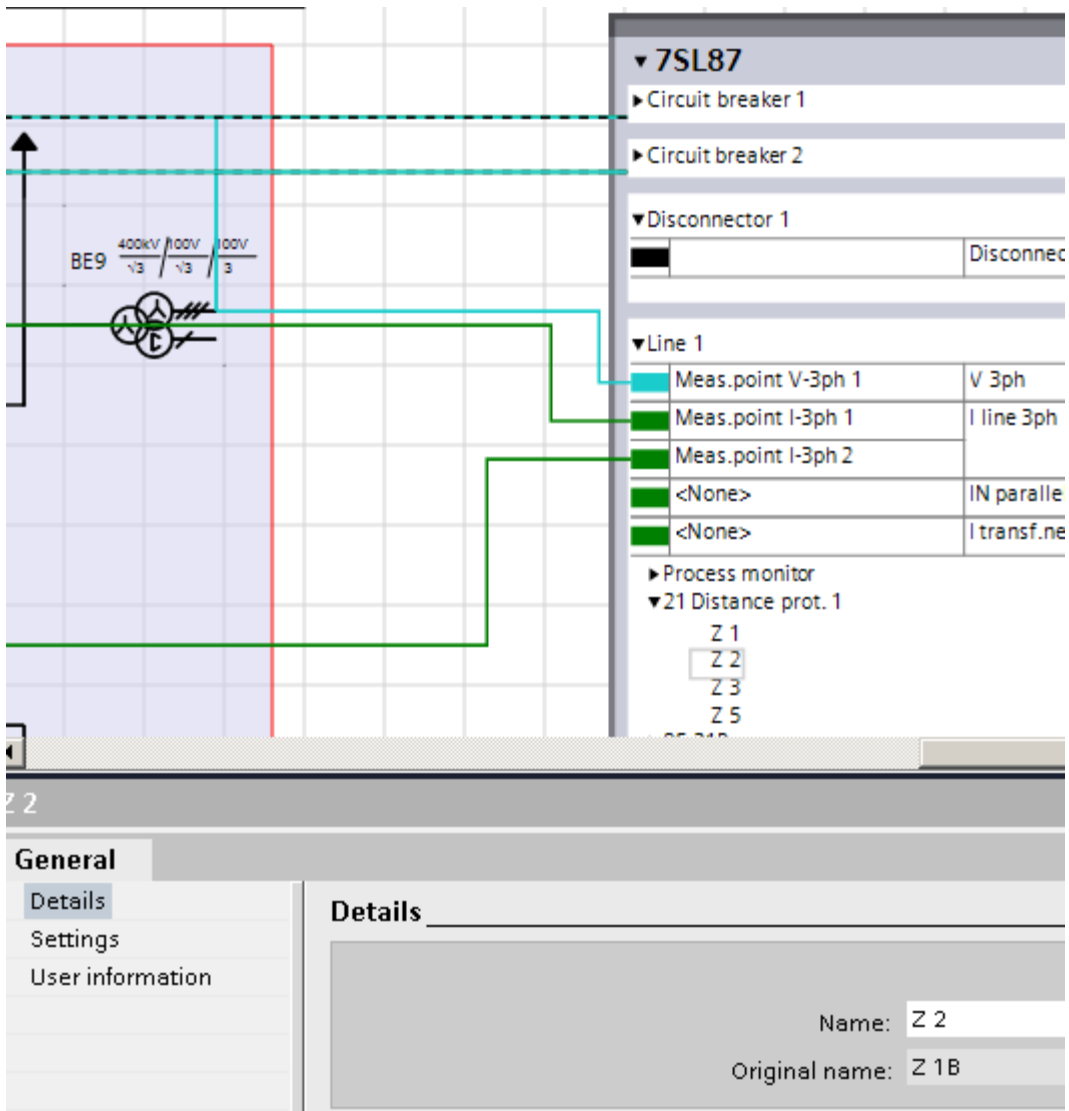 7SL87
Circuit breaker 1
Circuit breaker 2
Disconnector 1
Disconnec
BE9 400kV/√3 / 100V/√3 / 100V/3
Line 1
Meas.point V-3ph 1 V 3ph
Meas.point I-3ph 1 I line 3ph
Meas.point I-3ph 2
<None> IN paralle
<None> I transf.ne
Process monitor
21 Distance prot. 1
Z 1
Z 2
Z 3
Z 5
Z 2
General
Details
Settings
User information
Details
Name: Z 2
Original name: Z 1B